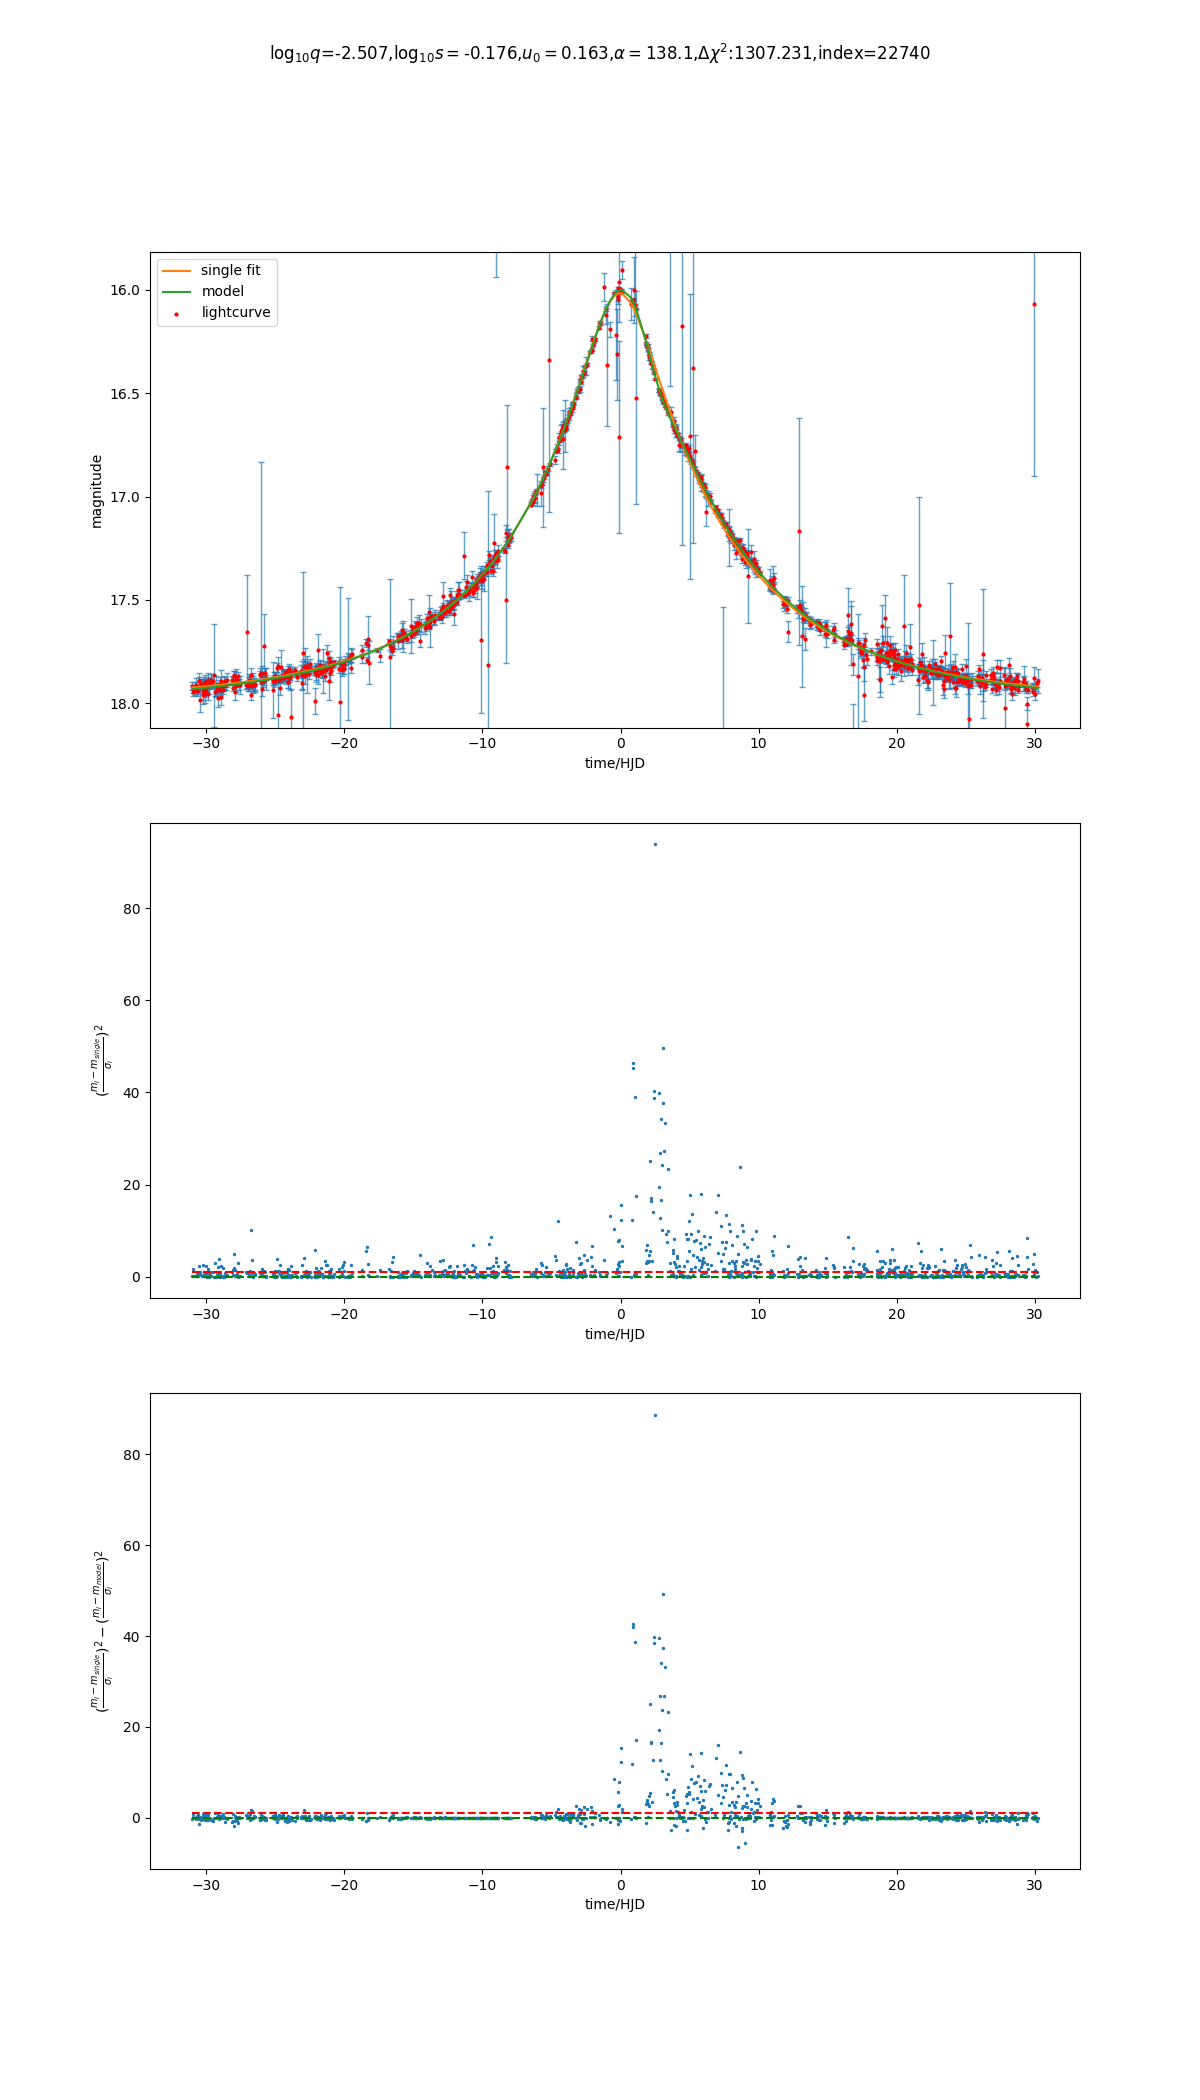 log₁₀q=-2.507,log₁₀s = -0.176,u₀ = 0.163,α = 138.1,Δχ²:1307.231,index=22740
single fit
model
lightcurve
magnitude
16.0
16.5
17.0
17.5
18.0
−30 −20 −10 0 10 20 30
time/HJD
(mᵢ − m_single / σᵢ)²
80
60
40
20
0
−30 −20 −10 0 10 20 30
time/HJD
(mᵢ − m_single / σᵢ)² − (mᵢ − m_model / σᵢ)²
80
60
40
20
0
−30 −20 −10 0 10 20 30
time/HJD